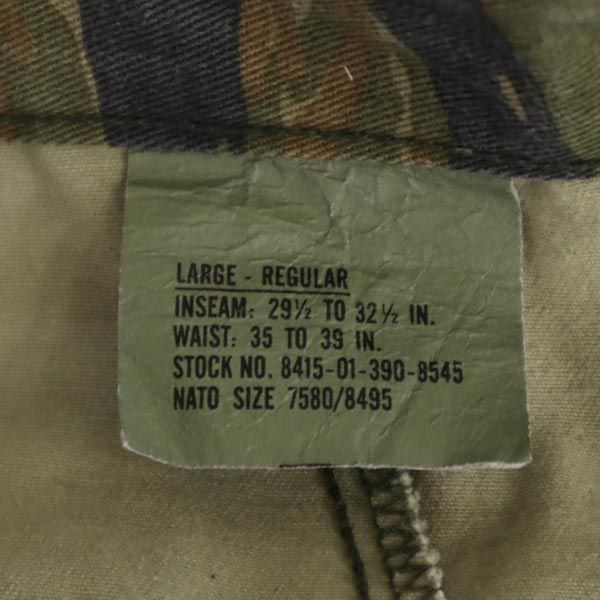 LARGE - REGULAR
INSEAM: 29½ TO 32½ IN.
WAIST: 35 TO 39 IN.
STOCK NO. 8415-01-390-8545
NATO SIZE 7580/8495